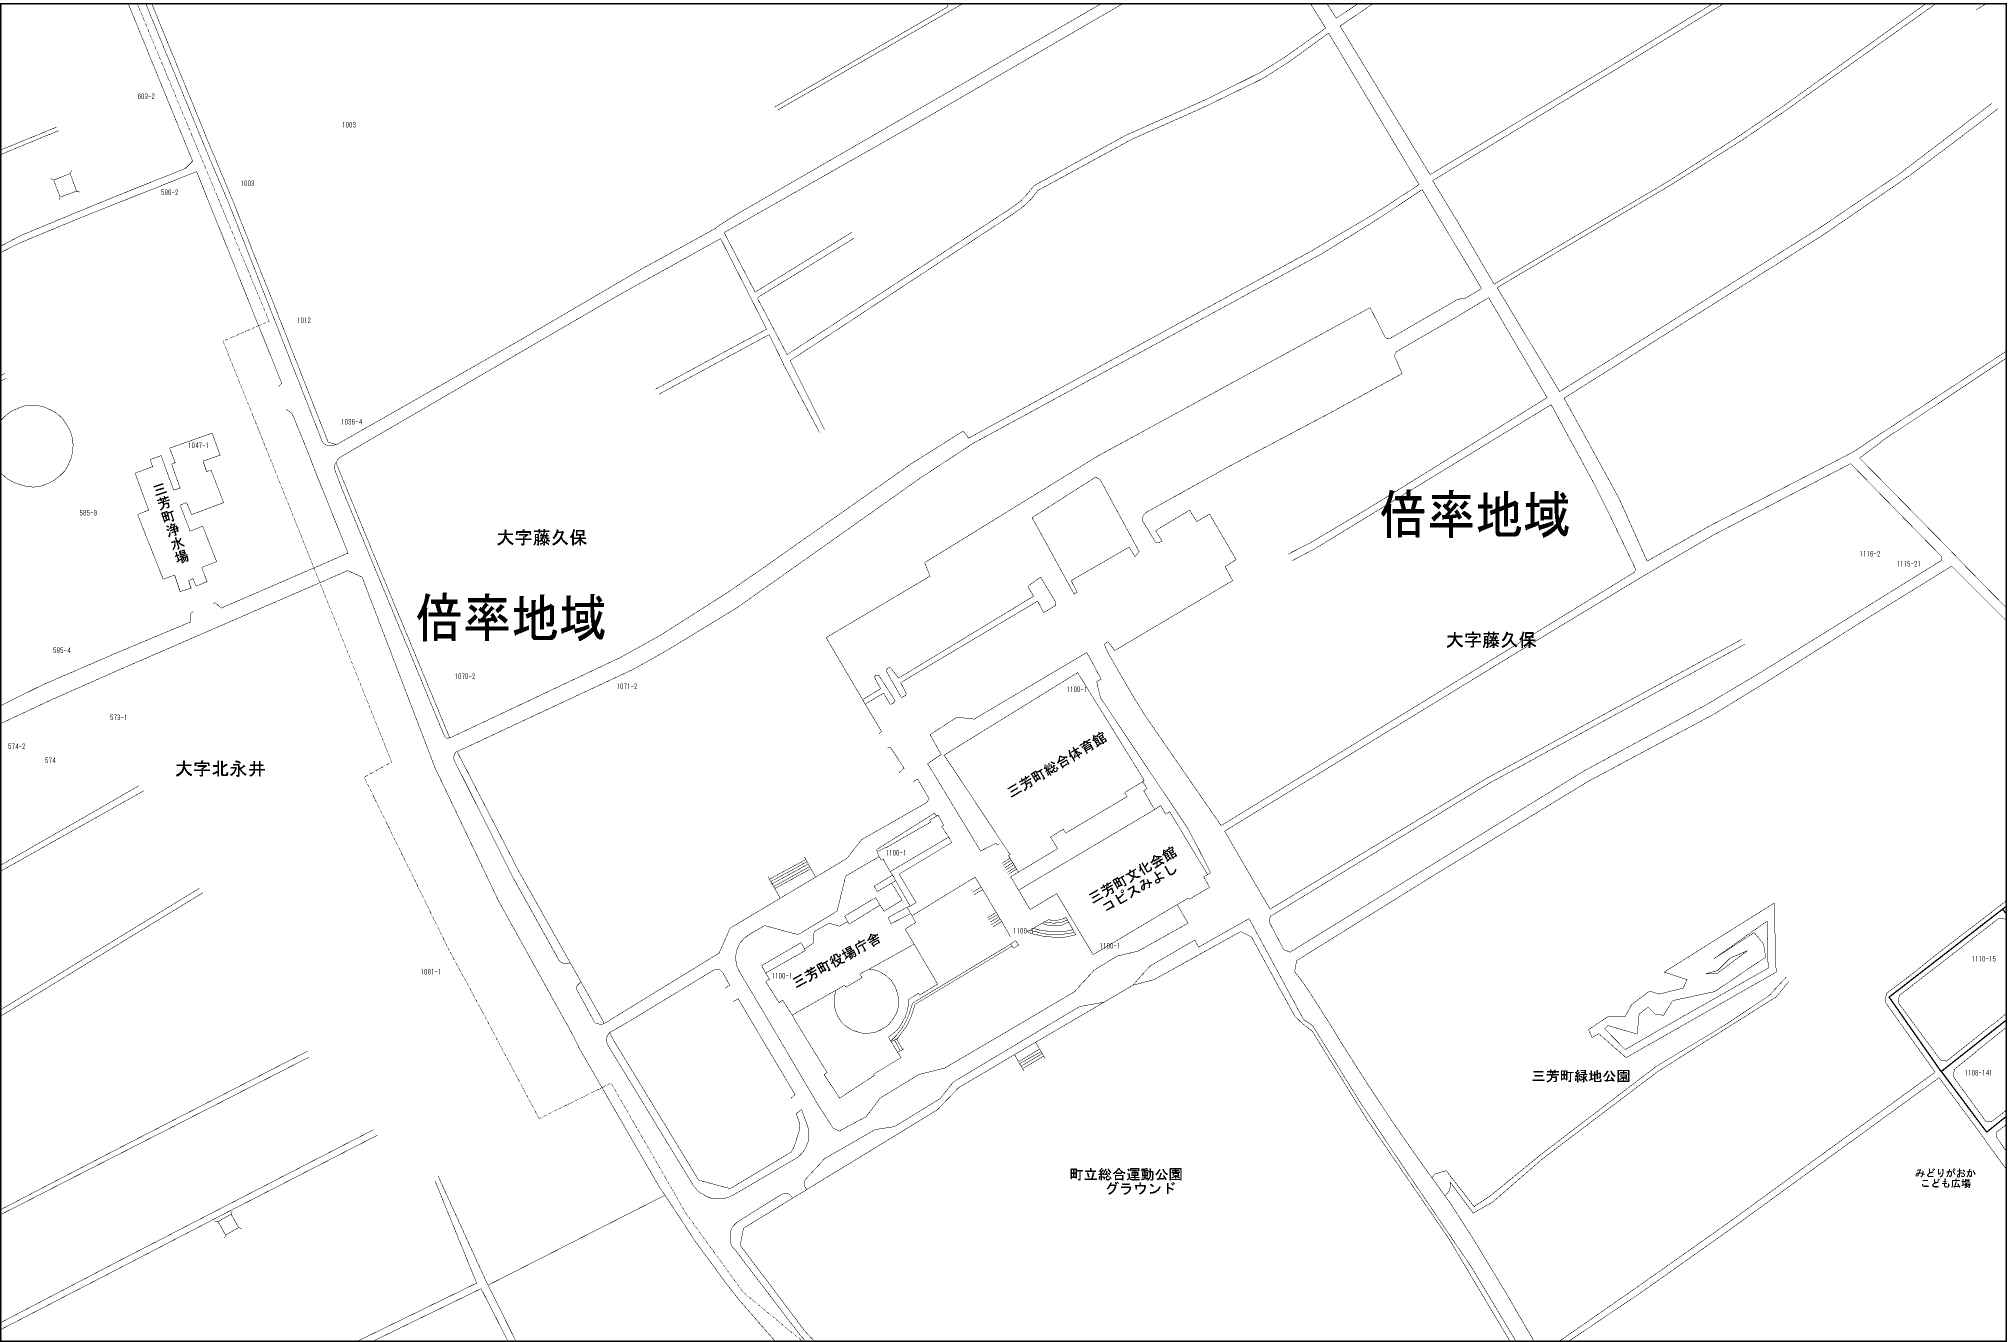 603-2
1003
1003
586-2
1012
1036-4
1047-1
三芳町浄水場
585-9
大字藤久保
倍率地域
倍率地域
1116-2
1115-21
大字藤久保
585-4
1070-2
1071-2
1100-1
573-1
574-2
574
大字北永井
三芳町総合体育館
1100-1
三芳町文化会館
コピスみよし
1100-1
1100-1
三芳町役場庁舎
1100-1
1081-1
1110-15
三芳町緑地公園
1108-141
町立総合運動公園
グラウンド
みどりがおか
こども広場